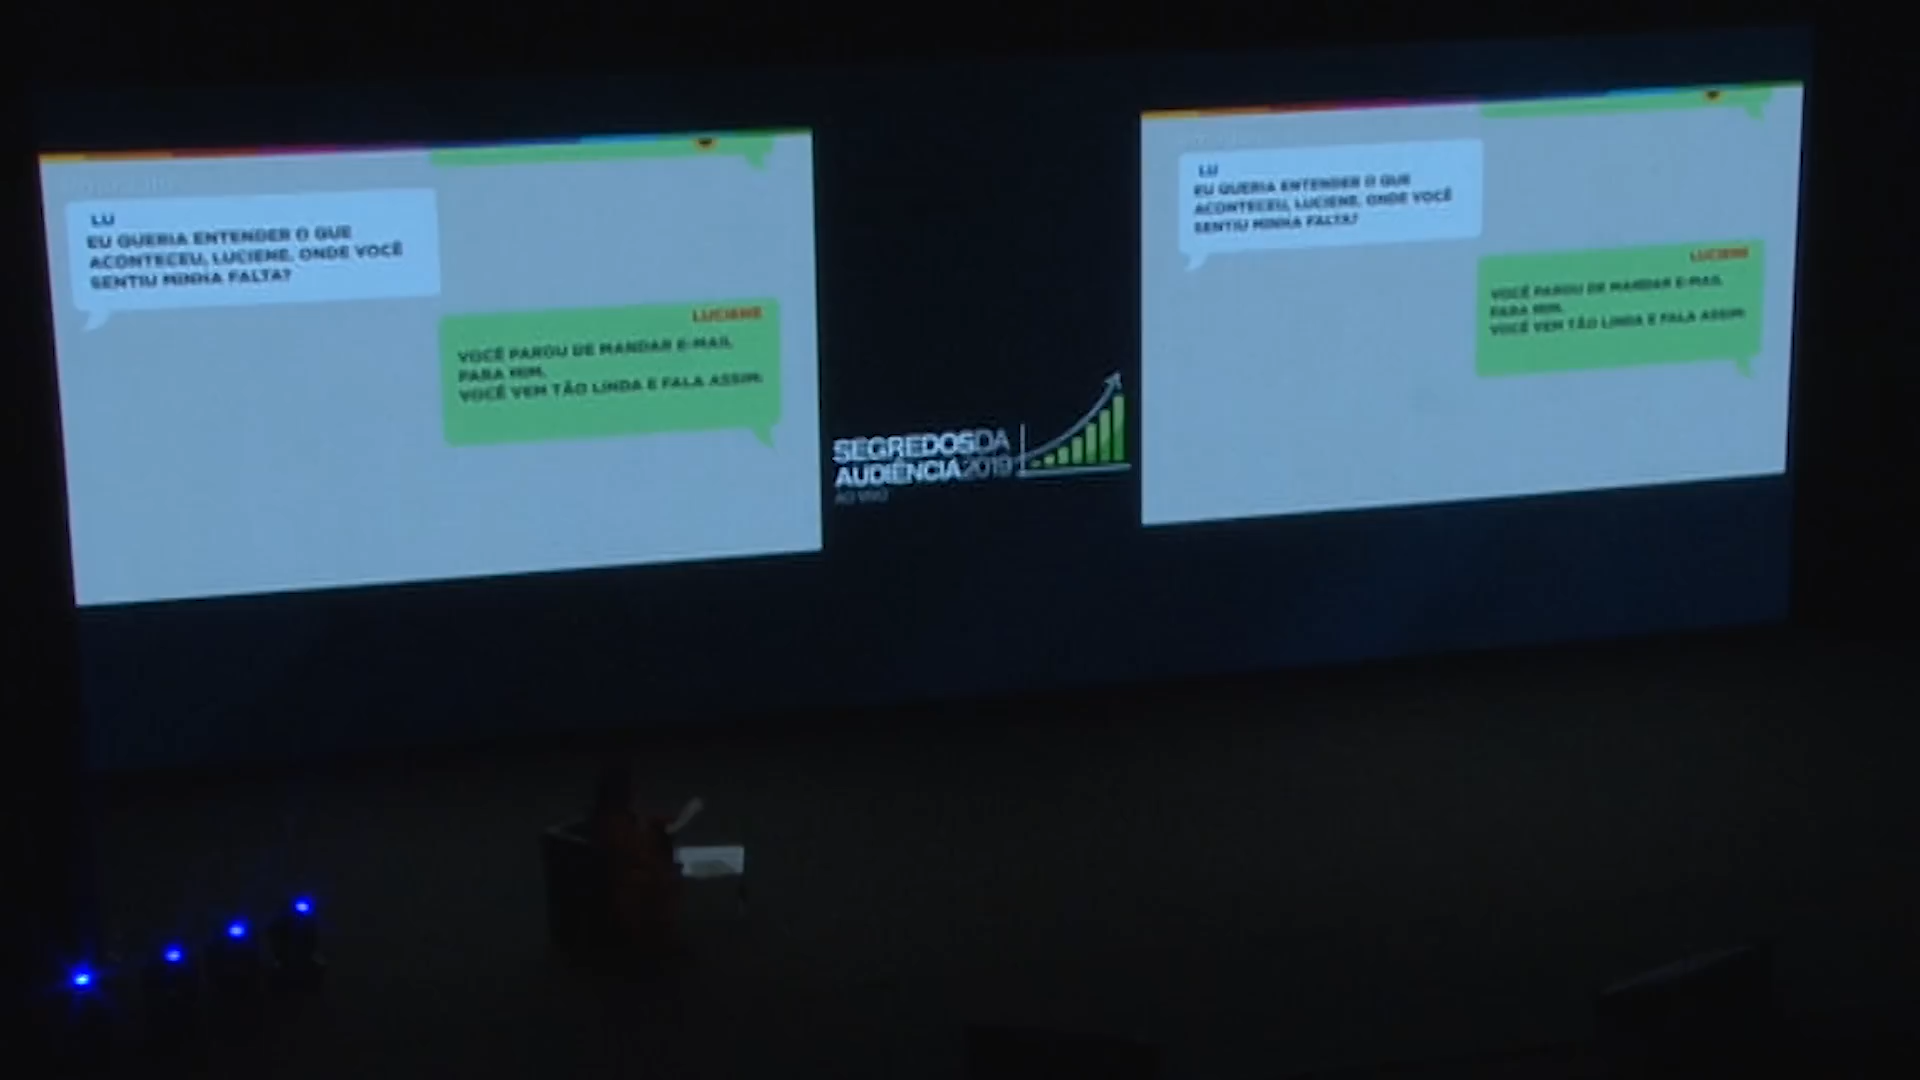 LU
EU QUERIA ENTENDER O QUE
ACONTECEU, LUCIENE, ONDE VOCÊ
SENTIU MINHA FALTA?
LUCIENE
VOCÊ PAROU DE MANDAR E-MAIL
PARA MIM.
VOCÊ VEM TÃO LINDA E FALA ASSIM:
SEGREDOSDA
AUDIÊNCIA2019
AO VIVO
LU
EU QUERIA ENTENDER O QUE
ACONTECEU, LUCIENE, ONDE VOCÊ
SENTIU MINHA FALTA?
LUCIENE
VOCÊ PAROU DE MANDAR E-MAIL
PARA MIM.
VOCÊ VEM TÃO LINDA E FALA ASSIM: